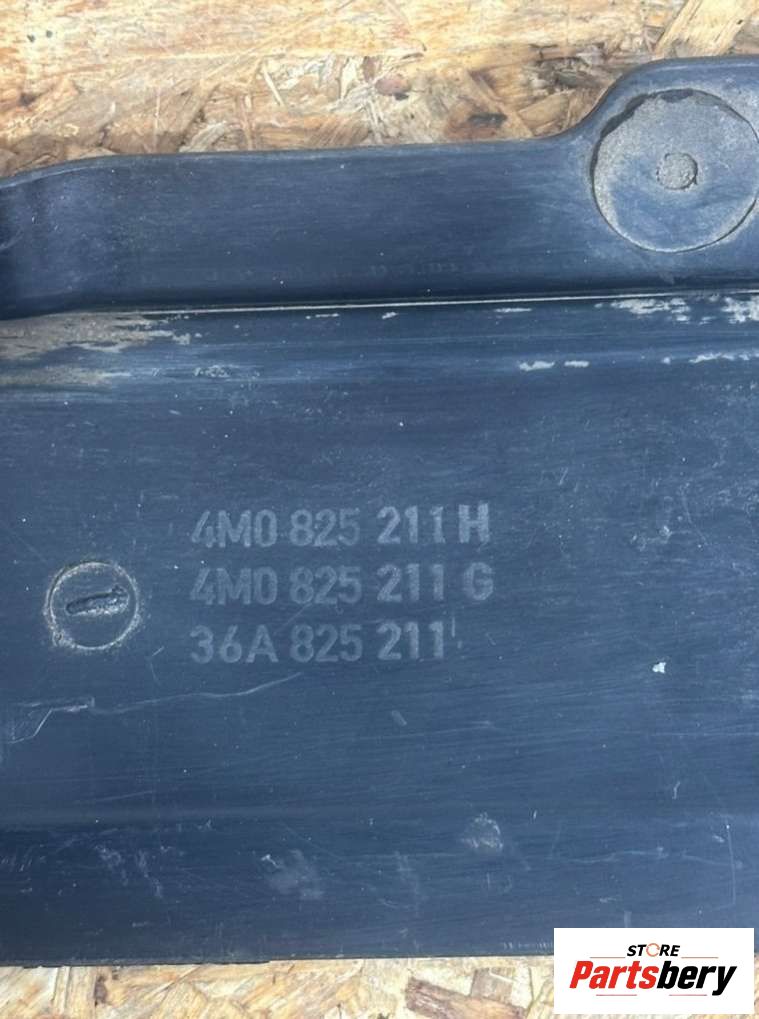 4M0 825 211 H
4M0 825 211 G
36A 825 211
STORE
Partsbery